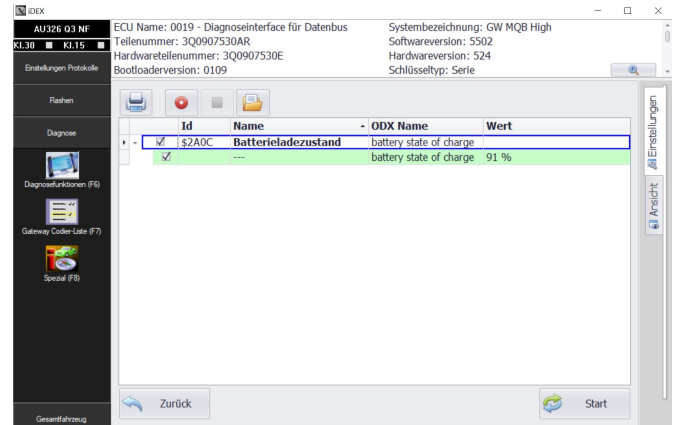 iDEX
AU326 Q3 NF
Kl.30 Kl.15
Einstellungen Protokolle
Flashen
Diagnose
Diagnosefunktionen (F6)
Gateway Codier-Liste (F7)
Spezial (F8)
Gesamtfahrzeug
ECU Name: 0019 - Diagnoseinterface für Datenbus
Teilenummer: 3Q0907530AR
Hardwareteilenummer: 3Q0907530E
Bootloaderversion: 0109
Systembezeichnung: GW MQB High
Softwareversion: 5502
Hardwareversion: 524
Schlüsseltyp: Serie
Id Name ODX Name Wert
$2A0C Batterieladezustand battery state of charge
--- battery state of charge 91 %
Zurück
Start
Einstellungen
Ansicht